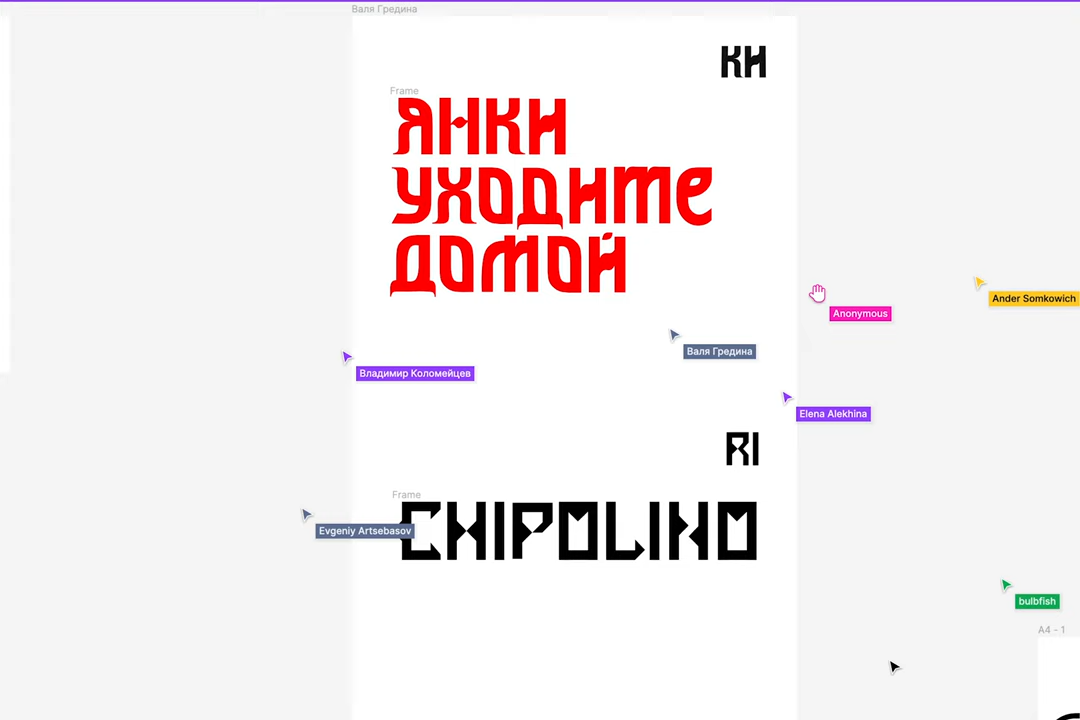 Валя Гредина
КИ
Frame
ЯНКИ
УХОДИТЕ
ДОМОЙ
Ander Somkowich
Anonymous
Валя Гредина
Владимир Коломейцев
Elena Alekhina
RI
Frame
CHIPOLINO
Evgeniy Artsebasov
bulbfish
A4 - 1